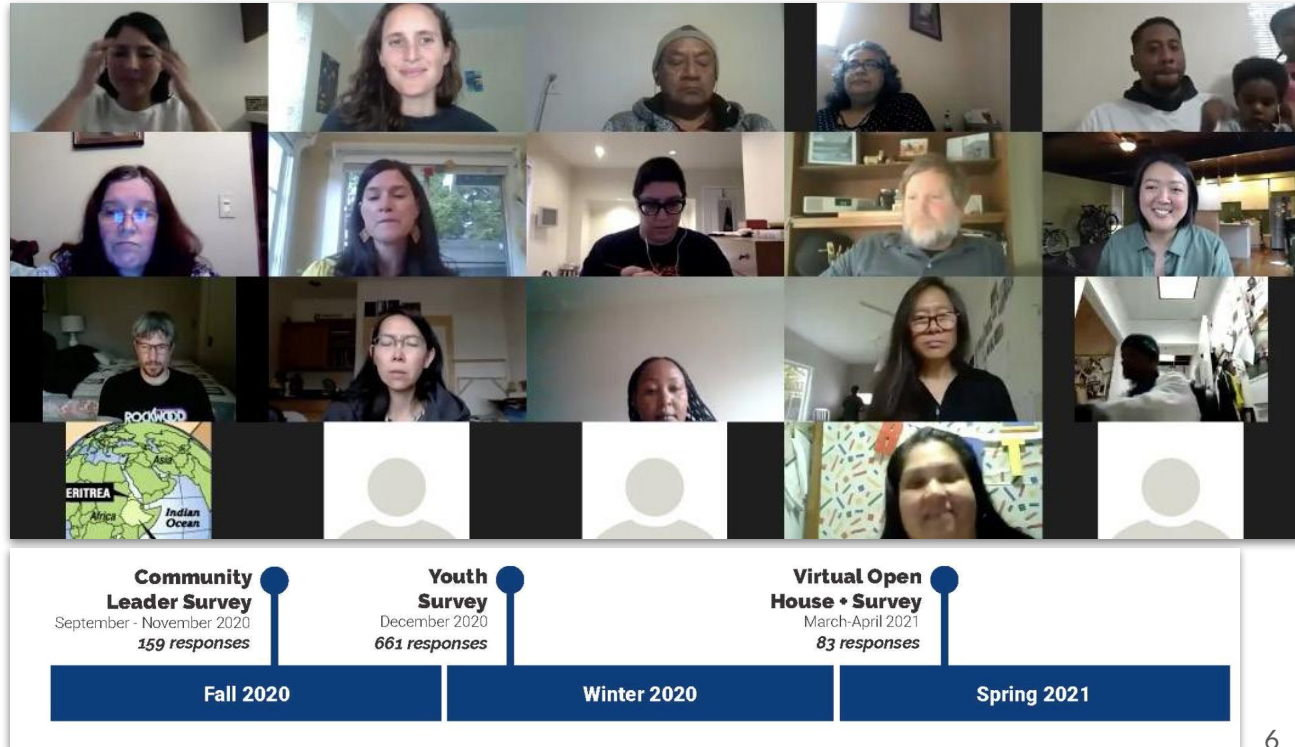 ROCKWOOD
ERITREA
Asia
Africa
Indian
Ocean
Community
Leader Survey
September - November 2020
159 responses
Youth
Survey
December 2020
661 responses
Virtual Open
House + Survey
March-April 2021
83 responses
Fall 2020
Winter 2020
Spring 2021
6